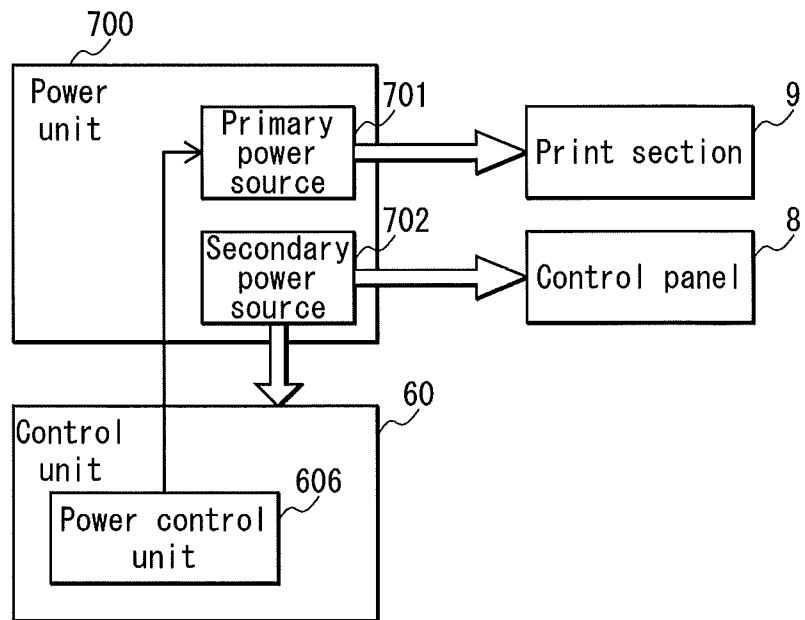 700
Power
unit
701
Primary
power
source
9
Print section
702
Secondary
power
source
8
Control panel
60
Control
unit
606
Power control
unit